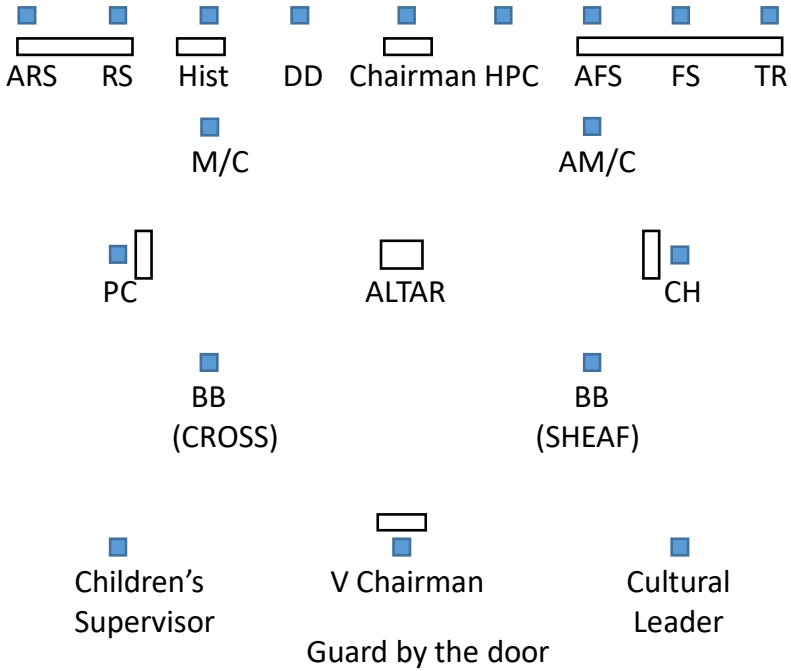 ARS RS Hist DD Chairman HPC AFS FS TR
M/C AM/C
PC ALTAR CH
BB BB
(CROSS) (SHEAF)
Children’s V Chairman Cultural
Supervisor Leader
Guard by the door